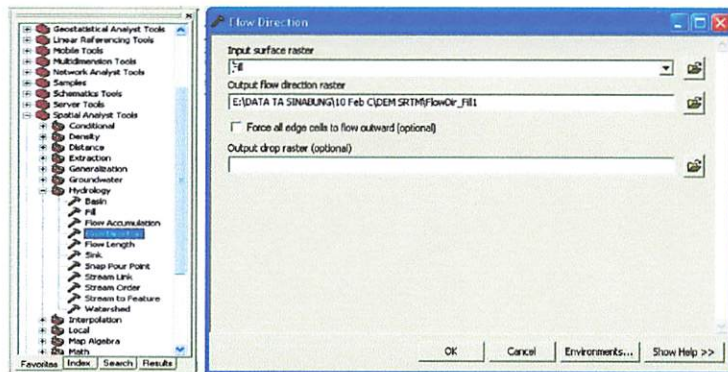 Geostatistical Analyst Tools
Linear Referencing Tools
Mobile Tools
Multidimension Tools
Network Analyst Tools
Samples
Schematics Tools
Server Tools
Spatial Analyst Tools
Conditional
Density
Distance
Extraction
Generalization
Groundwater
Hydrology
Basin
Fill
Flow Accumulation
Flow Direction
Flow Length
Sink
Snap Pour Point
Stream Link
Stream Order
Stream to Feature
Watershed
Interpolation
Local
Map Algebra
Math
Favorites Index Search Results
Flow Direction
Input surface raster
Fill
Output flow direction raster
E:\DATA TA SINABUNG\10 Feb C\DEM SRTM\FlowDir_Fill1
Force all edge cells to flow outward (optional)
Output drop raster (optional)
OK Cancel Environments... Show Help >>